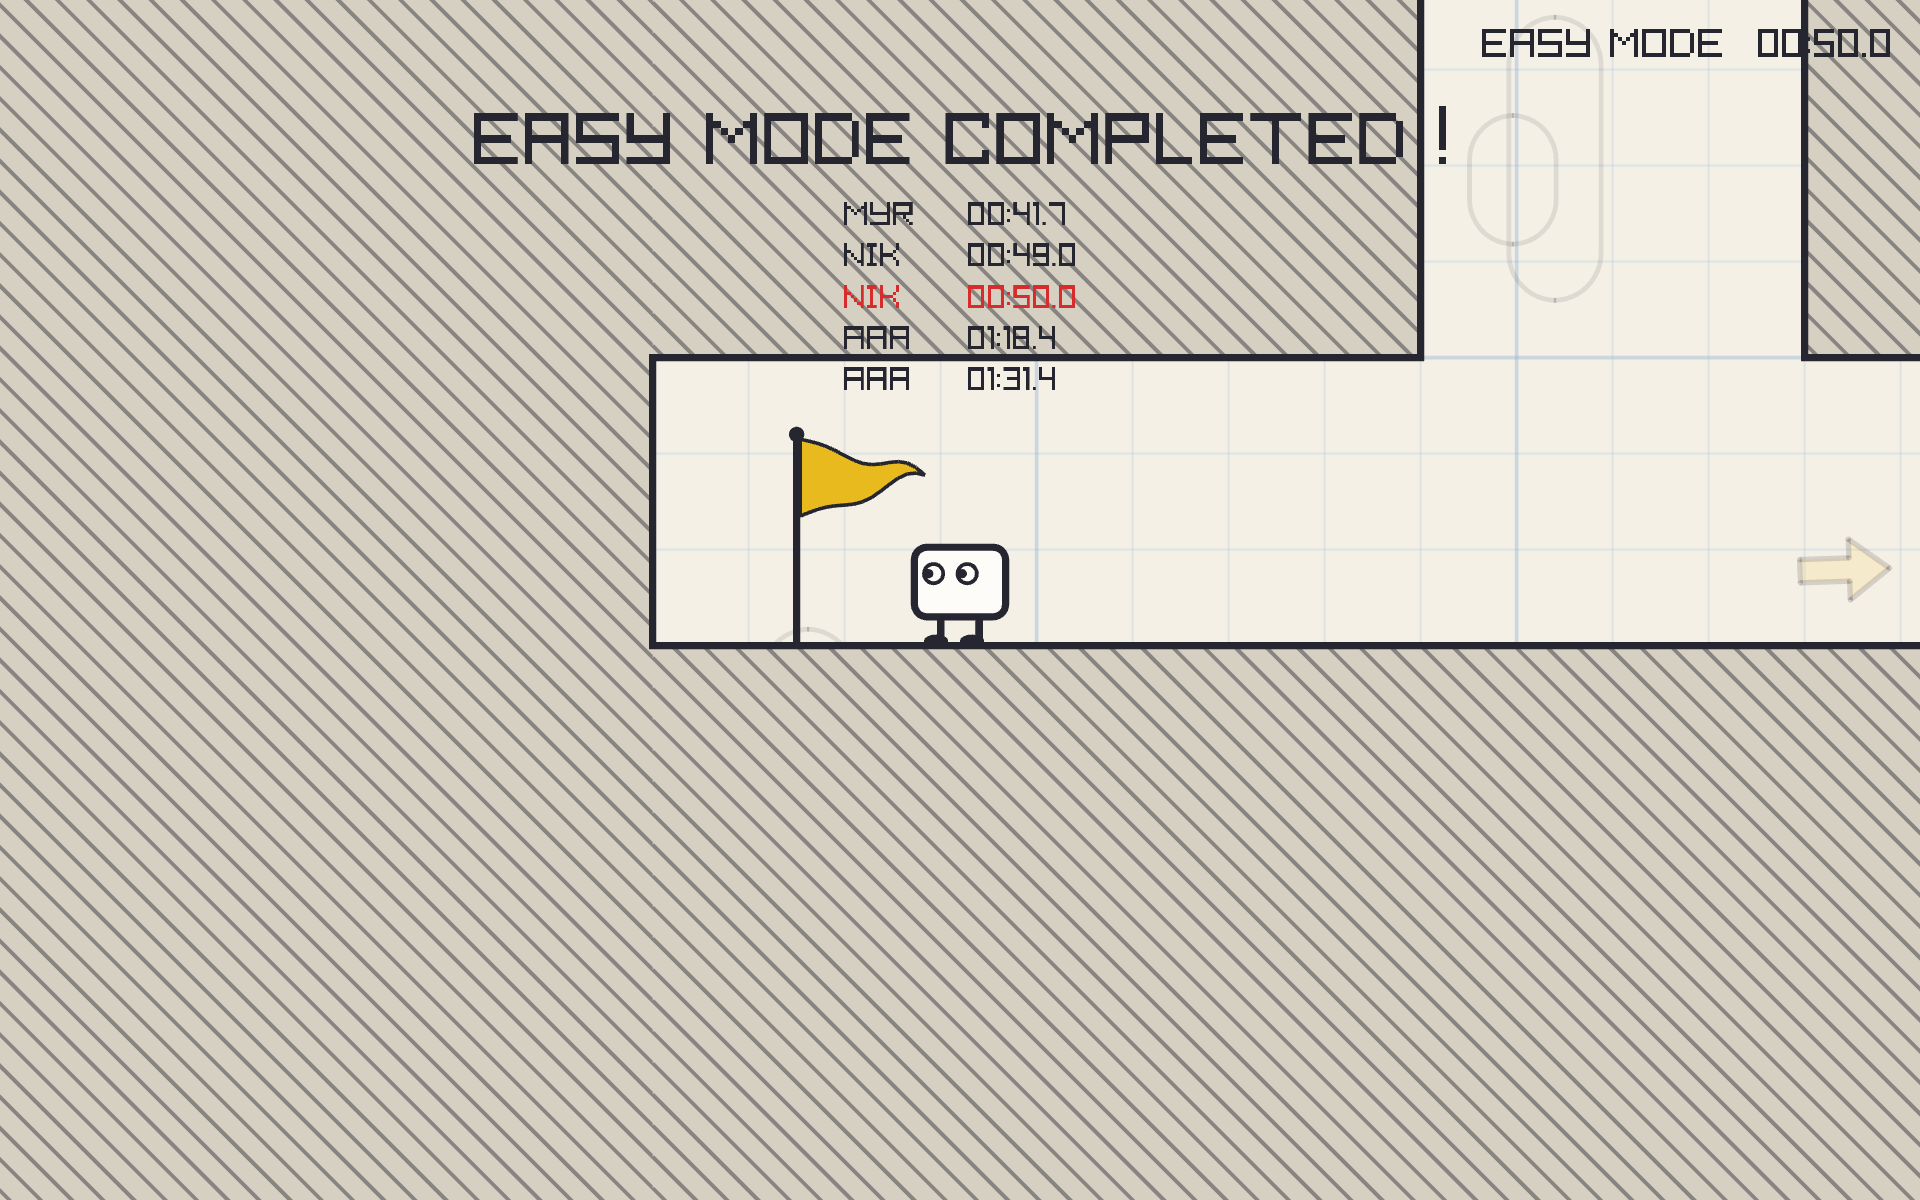 EASY MODE 00:50.0
EASY MODE COMPLETED!
MYR 00:41.7
NIK 00:49.0
NIK 00:50.0
AAA 01:18.4
AAA 01:31.4